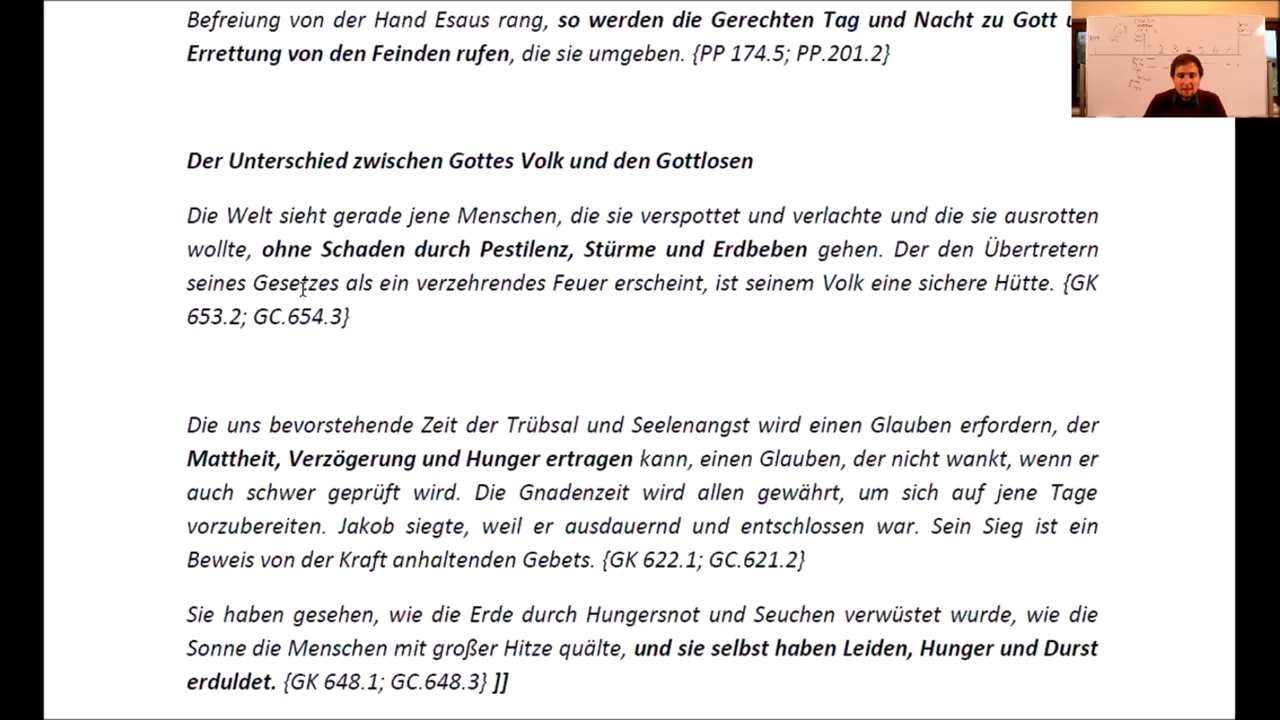 Befreiung von der Hand Esaus rang, so werden die Gerechten Tag und Nacht zu Gott
Errettung von den Feinden rufen, die sie umgeben. {PP 174.5; PP.201.2}
Der Unterschied zwischen Gottes Volk und den Gottlosen
Die Welt sieht gerade jene Menschen, die sie verspottet und verlachte und die sie ausrotten
wollte, ohne Schaden durch Pestilenz, Stürme und Erdbeben gehen. Der den Übertretern
seines Gesetzes als ein verzehrendes Feuer erscheint, ist seinem Volk eine sichere Hütte. {GK
653.2; GC.654.3}
Die uns bevorstehende Zeit der Trübsal und Seelenangst wird einen Glauben erfordern, der
Mattheit, Verzögerung und Hunger ertragen kann, einen Glauben, der nicht wankt, wenn er
auch schwer geprüft wird. Die Gnadenzeit wird allen gewährt, um sich auf jene Tage
vorzubereiten. Jakob siegte, weil er ausdauernd und entschlossen war. Sein Sieg ist ein
Beweis von der Kraft anhaltenden Gebets. {GK 622.1; GC.621.2}
Sie haben gesehen, wie die Erde durch Hungersnot und Seuchen verwüstet wurde, wie die
Sonne die Menschen mit großer Hitze quälte, und sie selbst haben Leiden, Hunger und Durst
erduldet. {GK 648.1; GC.648.3} ]]